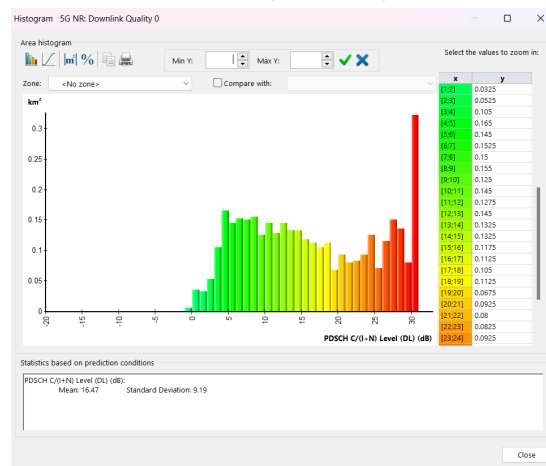 Histogram 5G NR: Downlink Quality 0
Area histogram
Min Y:
Max Y:
Select the values to zoom in:
Zone:
<No zone>
Compare with:
km²
0.3
0.25
0.2
0.15
0.1
0.05
0
-20 -15 -10 -5 0 5 10 15 20 25 30
PDSCH C/(I+N) Level (DL) (dB)
x y
[1;2[ 0.0325
[2;3[ 0.0525
[3;4[ 0.105
[4;5[ 0.165
[5;6[ 0.145
[6;7[ 0.1525
[7;8[ 0.15
[8;9[ 0.155
[9;10[ 0.125
[10;11[ 0.145
[11;12[ 0.1275
[12;13[ 0.145
[13;14[ 0.1325
[14;15[ 0.1325
[15;16[ 0.1175
[16;17[ 0.1125
[17;18[ 0.105
[18;19[ 0.1125
[19;20[ 0.0675
[20;21[ 0.0925
[21;22[ 0.08
[22;23[ 0.0825
[23;24[ 0.0925
Statistics based on prediction conditions
PDSCH C/(I+N) Level (DL) (dB):
Mean: 16.47 Standard Deviation: 9.19
Close